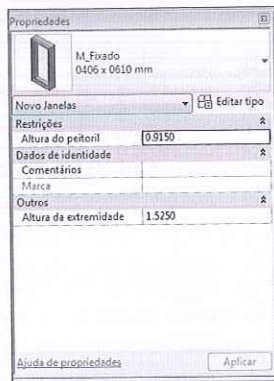 Propriedades
M_Fixado
0406 x 0610 mm
Novo Janelas Editar tipo
Restrições
Altura do peitoril 0.9150
Dados de identidade
Comentários
Marca
Outros
Altura da extremidade 1.5250
Ajuda de propriedades Aplicar